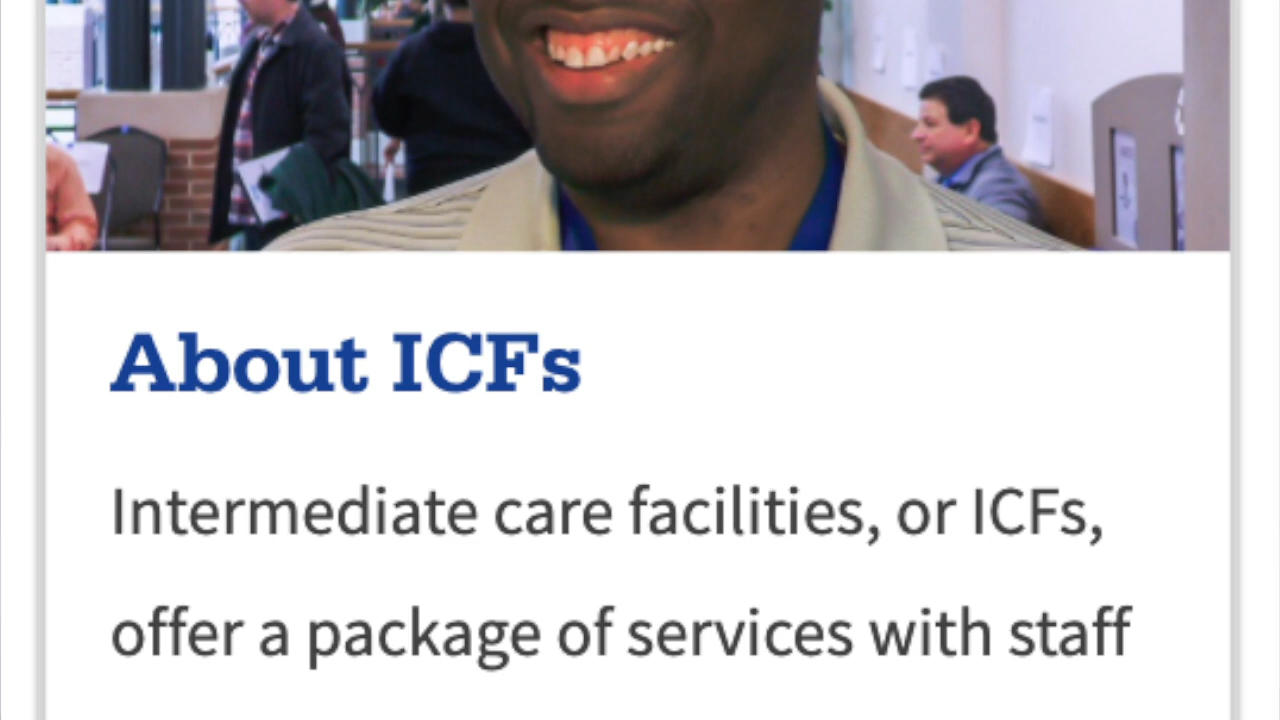 About ICFs
Intermediate care facilities, or ICFs,
offer a package of services with staff